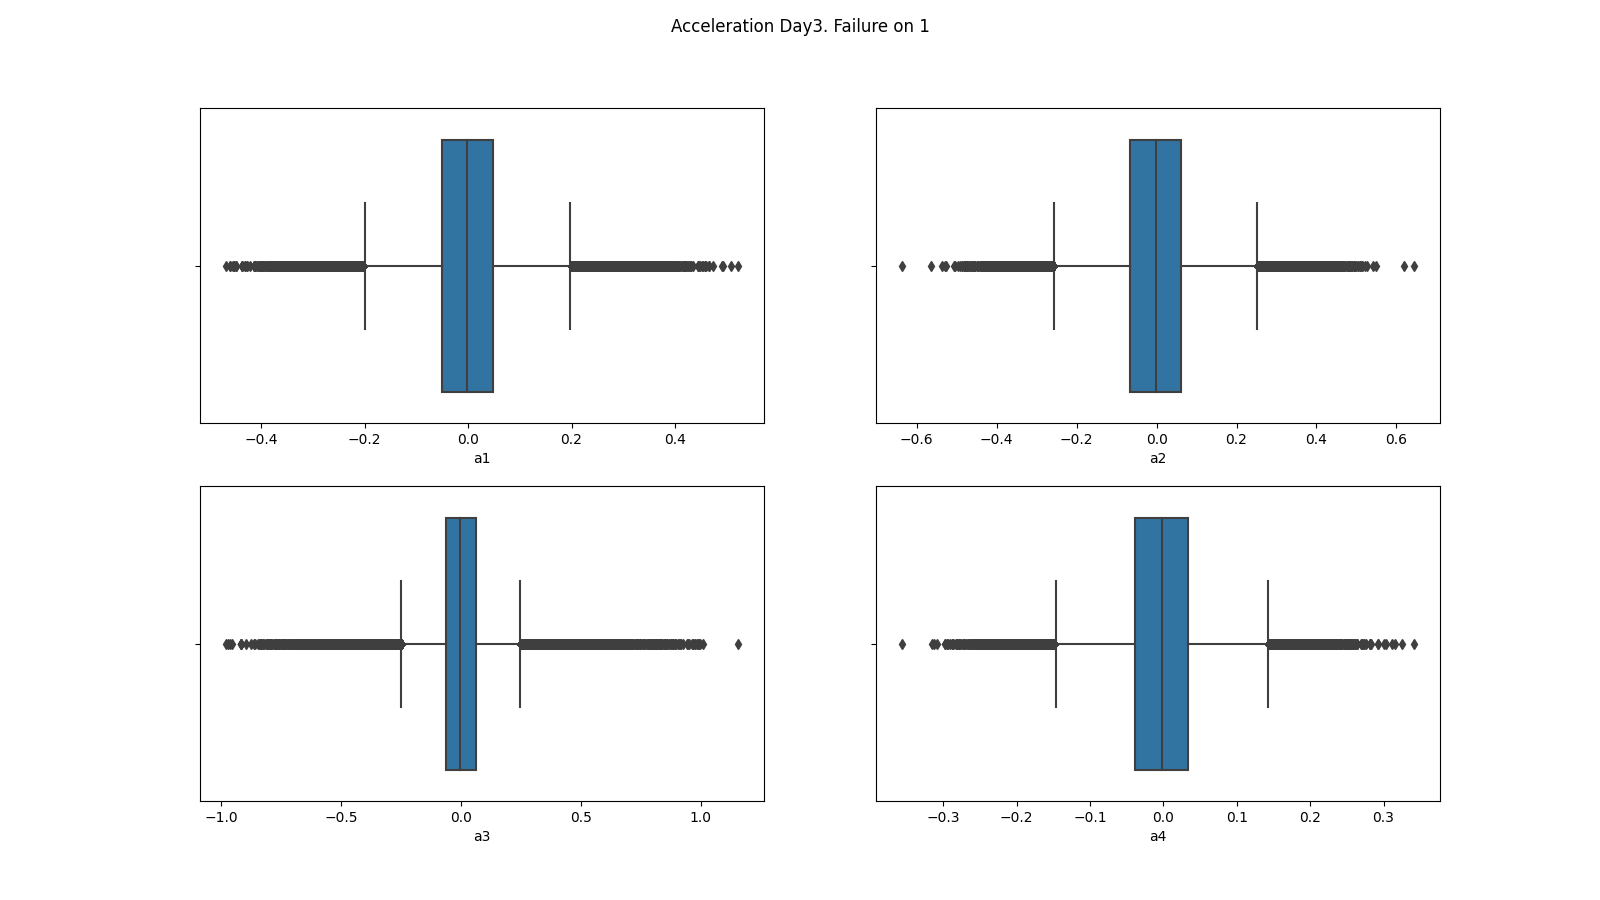 Acceleration Day3. Failure on 1
−0.4 −0.2 0.0 0.2 0.4
a1
−0.6 −0.4 −0.2 0.0 0.2 0.4 0.6
a2
−1.0 −0.5 0.0 0.5 1.0
a3
−0.3 −0.2 −0.1 0.0 0.1 0.2 0.3
a4